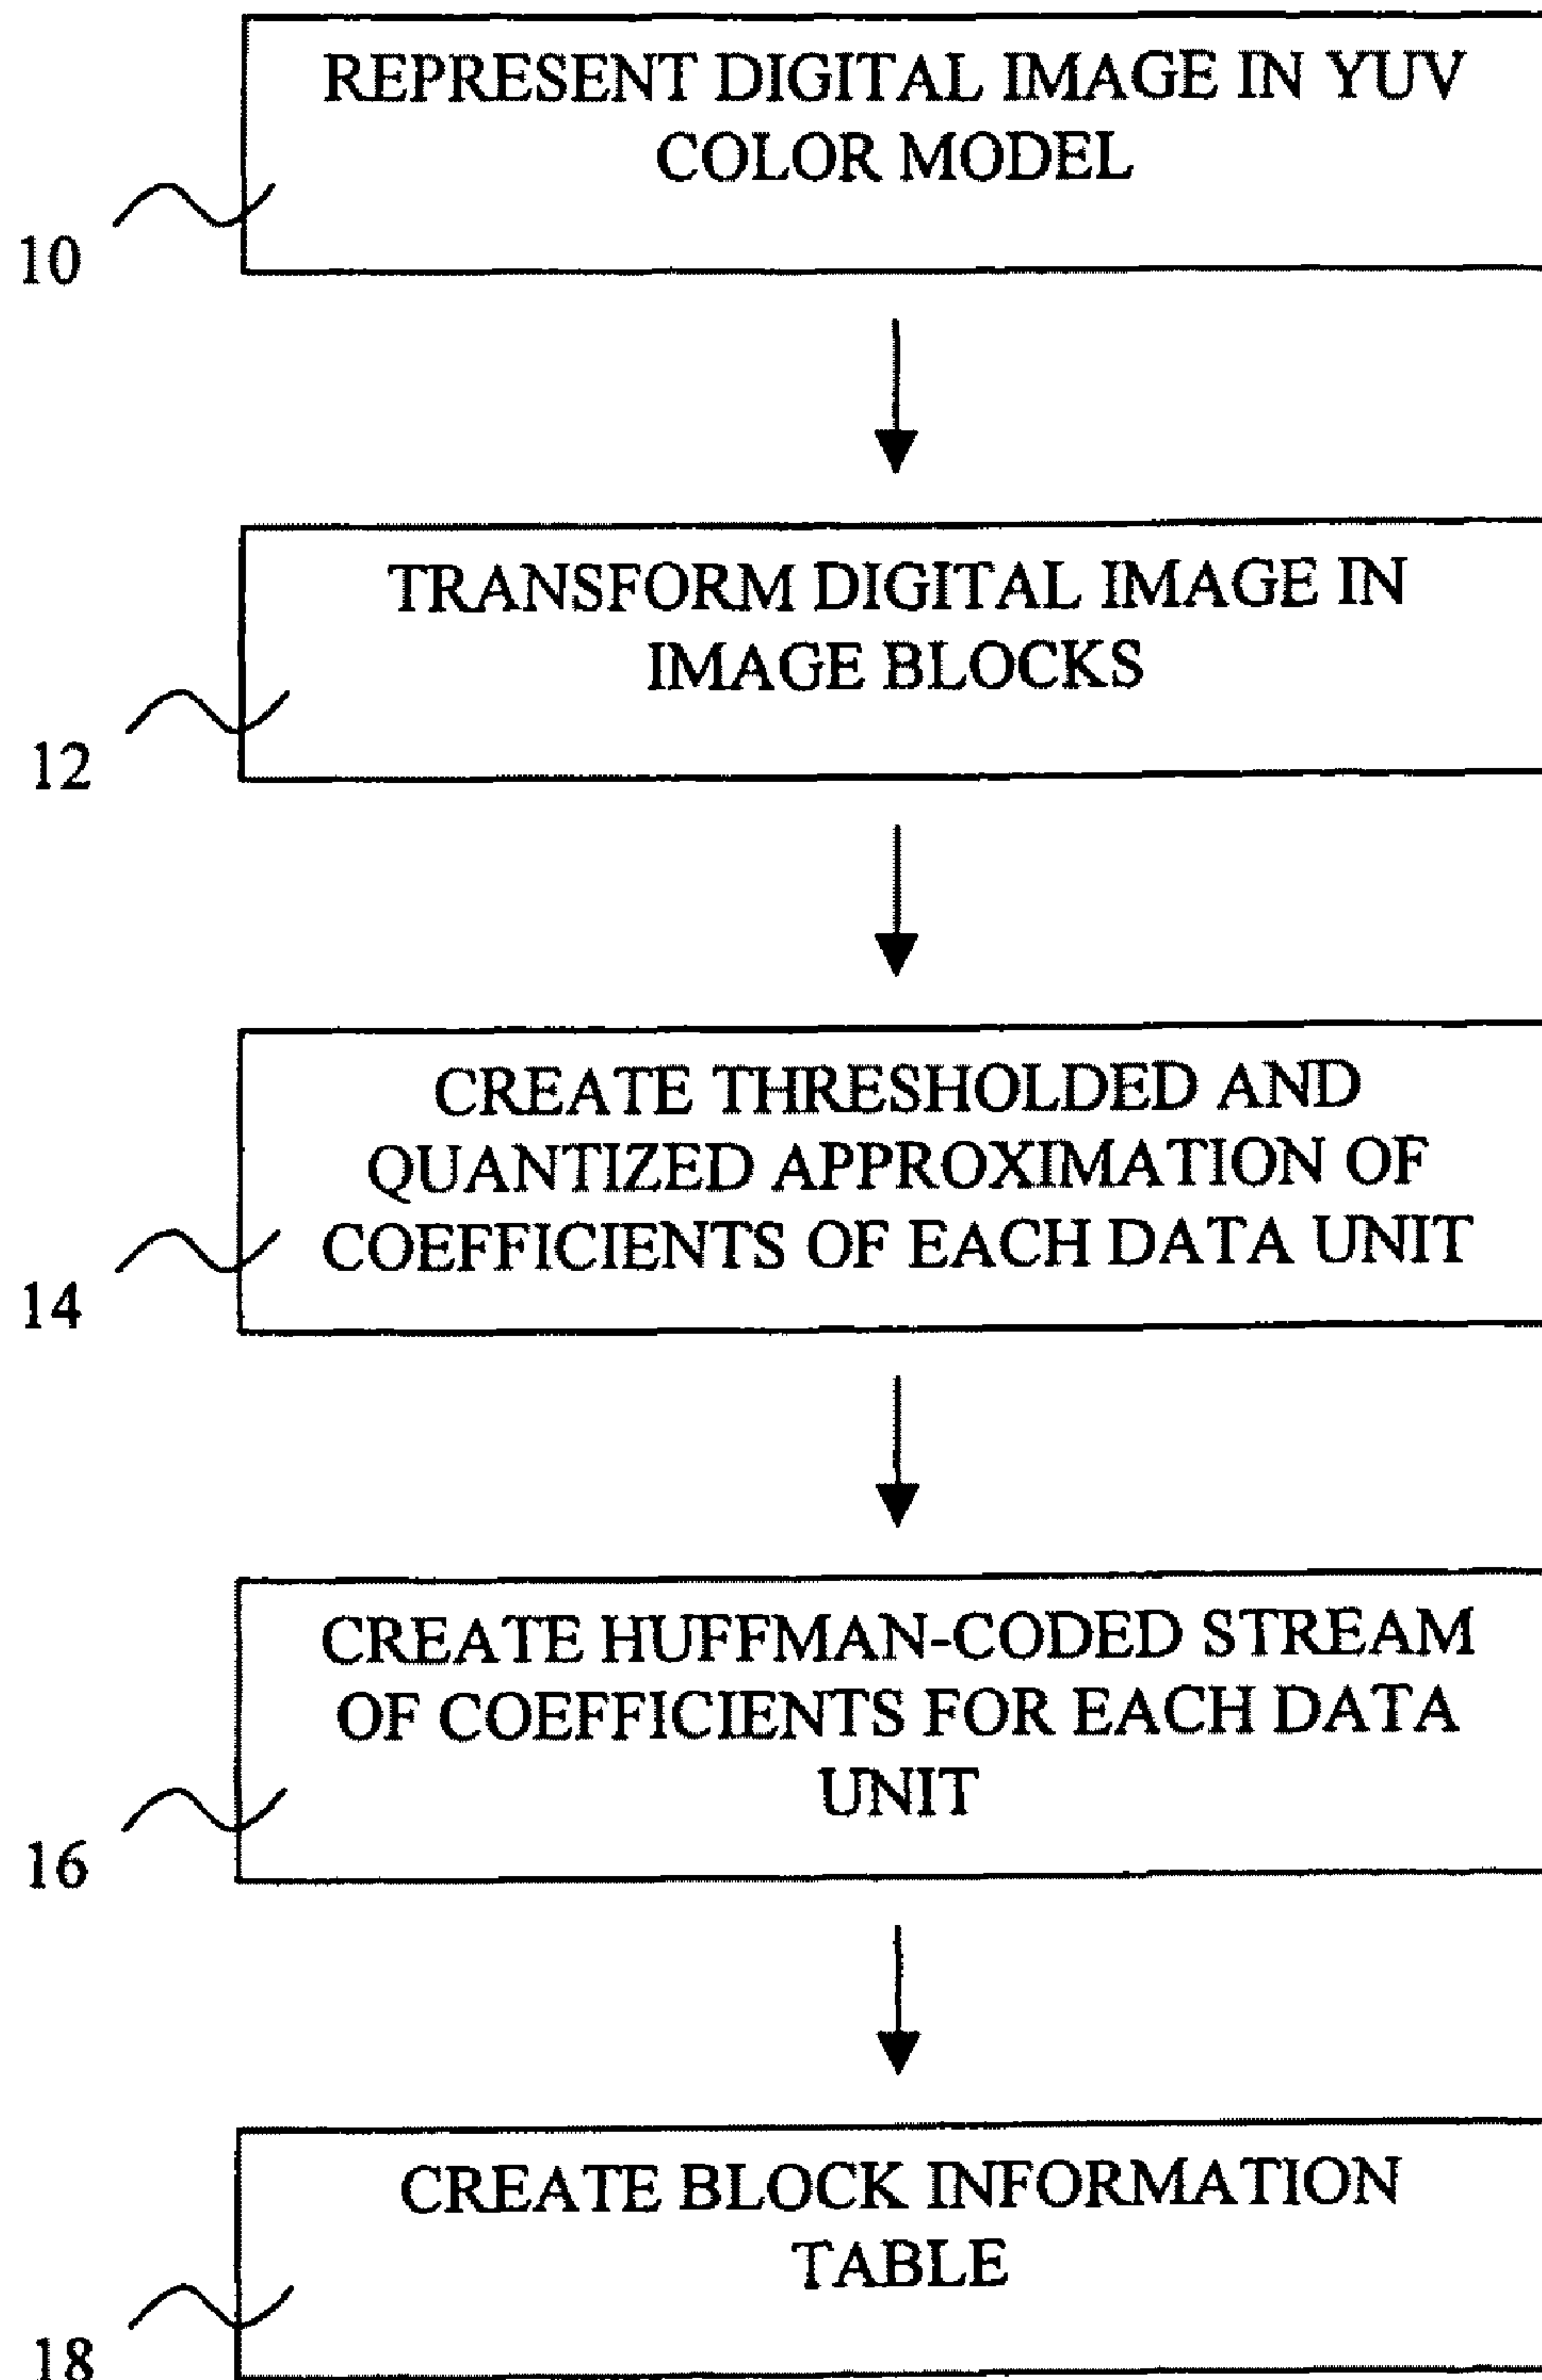 REPRESENT DIGITAL IMAGE IN YUV
COLOR MODEL
10
TRANSFORM DIGITAL IMAGE IN
IMAGE BLOCKS
12
CREATE THRESHOLDED AND
QUANTIZED APPROXIMATION OF
COEFFICIENTS OF EACH DATA UNIT
14
CREATE HUFFMAN-CODED STREAM
OF COEFFICIENTS FOR EACH DATA
UNIT
16
CREATE BLOCK INFORMATION
TABLE
18